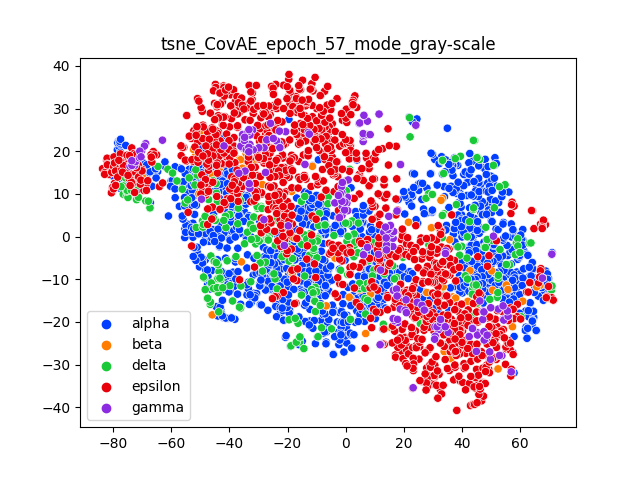 tsne_CovAE_epoch_57_mode_gray-scale
40
30
20
10
0
−10
−20
−30
−40
alpha
beta
delta
epsilon
gamma
−80 −60 −40 −20 0 20 40 60